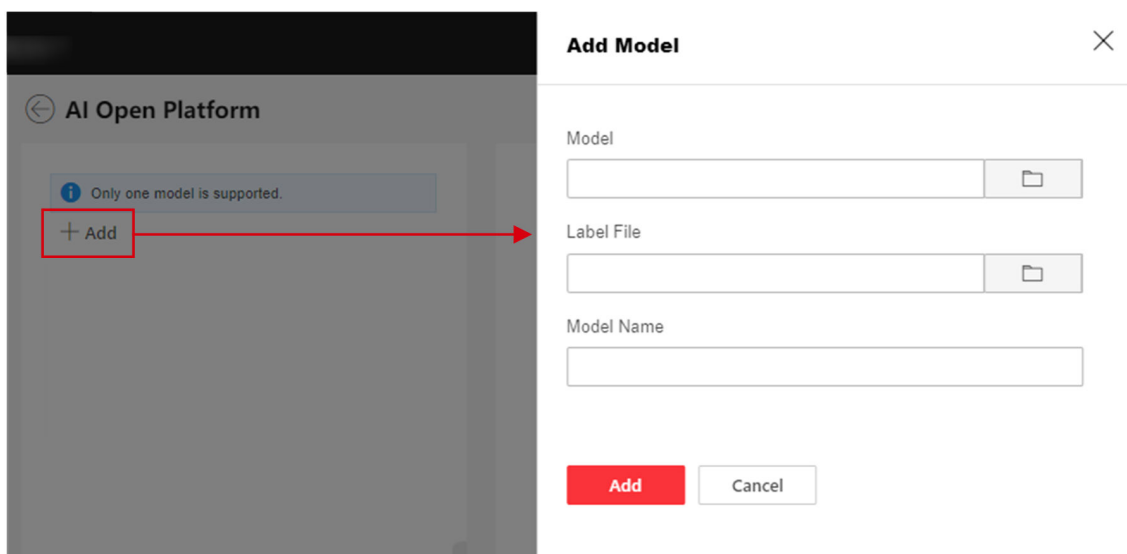 AI Open Platform
Only one model is supported.
Add
Add Model
Model
Label File
Model Name
Add
Cancel